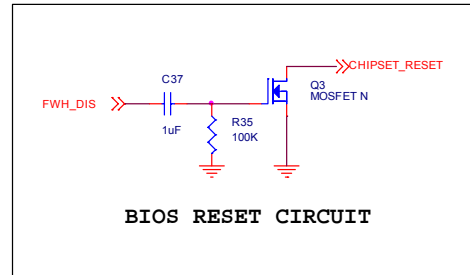 C37
CHIPSET_RESET
Q3
MOSFET N
FWH_DIS
1uF
R35
100K
BIOS RESET CIRCUIT